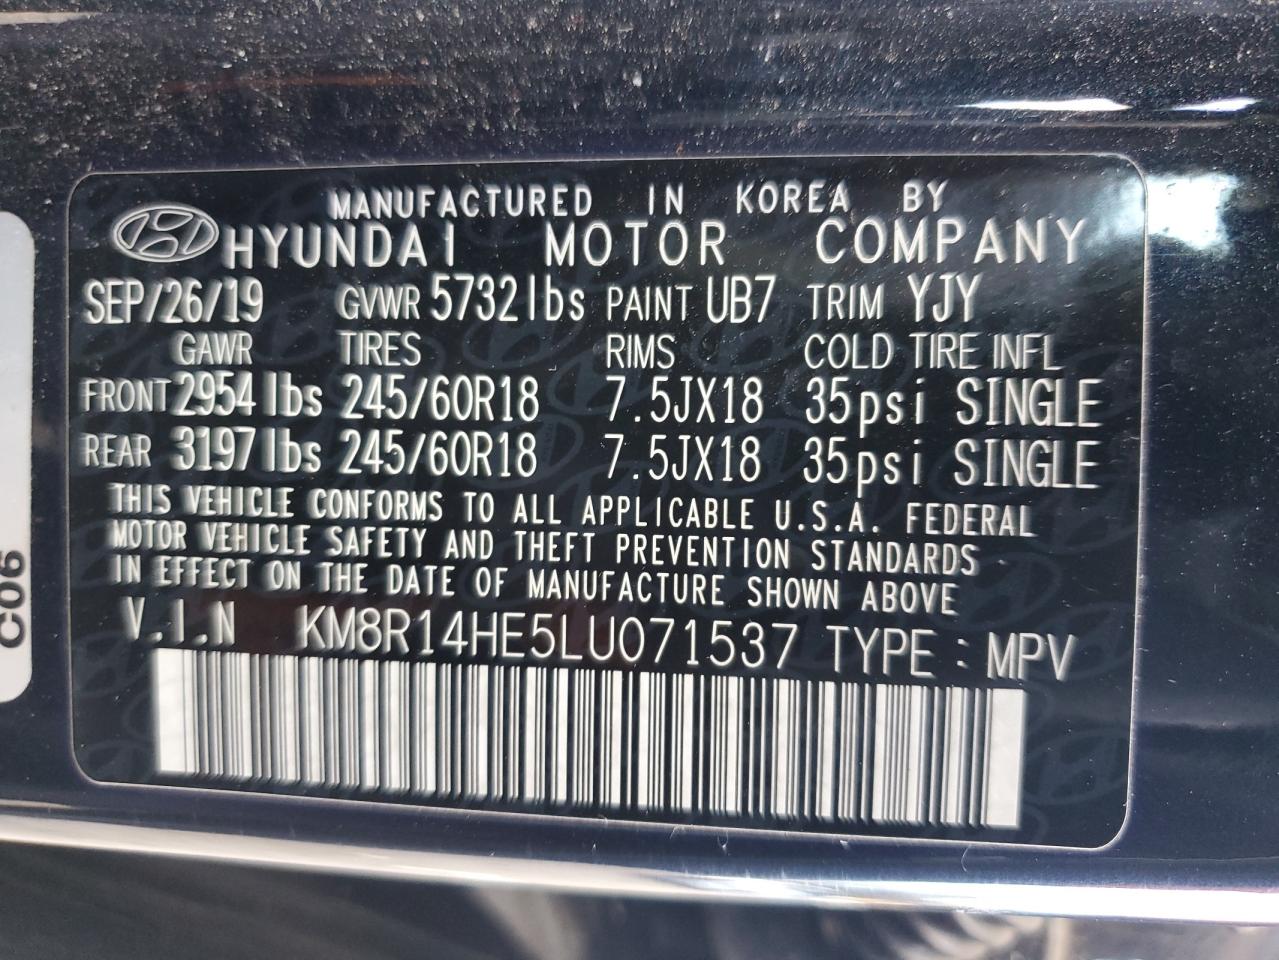 MANUFACTURED IN KOREA BY
HYUNDAI MOTOR COMPANY
SEP/26/19 GVWR 5732lbs PAINT UB7 TRIM YJY
GAWR TIRES RIMS COLD TIRE INFL
FRONT 2954lbs 245/60R18 7.5JX18 35psi SINGLE
REAR 3197lbs 245/60R18 7.5JX18 35psi SINGLE
THIS VEHICLE CONFORMS TO ALL APPLICABLE U.S.A. FEDERAL
MOTOR VEHICLE SAFETY AND THEFT PREVENTION STANDARDS
IN EFFECT ON THE DATE OF MANUFACTURE SHOWN ABOVE
V.I.N KM8R14HE5LU071537 TYPE : MPV
C06